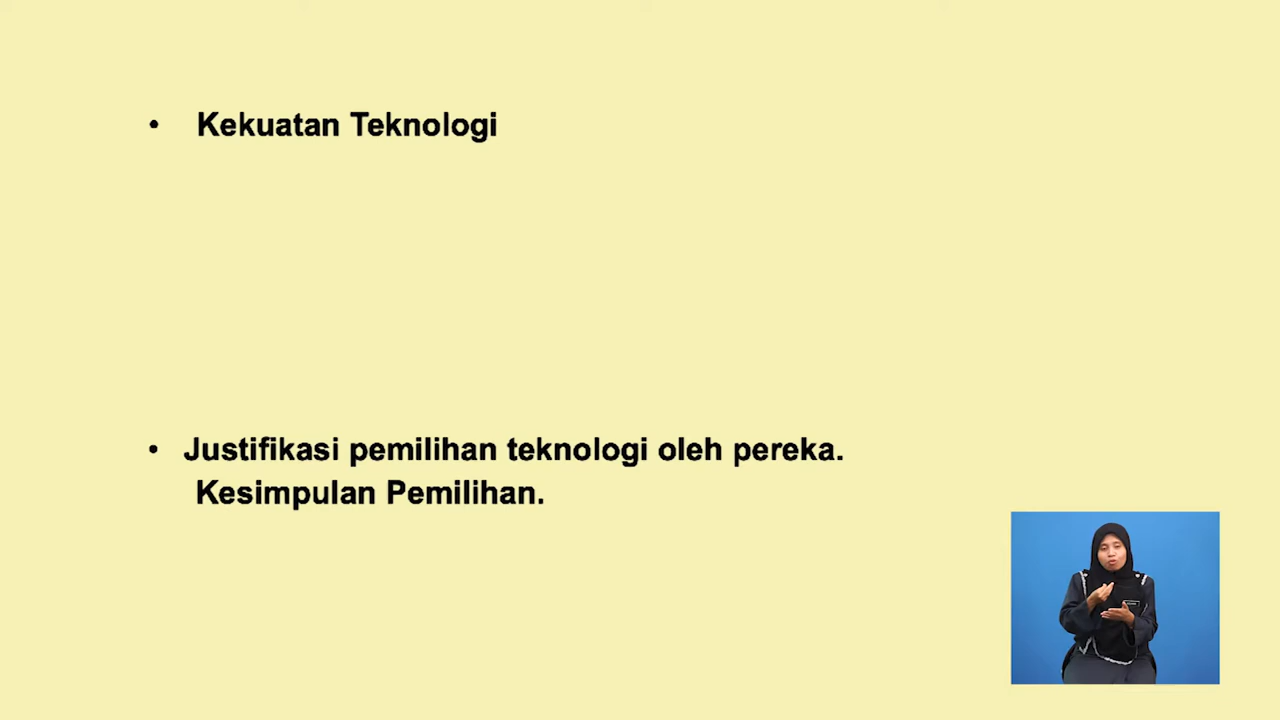 • Kekuatan Teknologi
• Justifikasi pemilihan teknologi oleh pereka.
Kesimpulan Pemilihan.